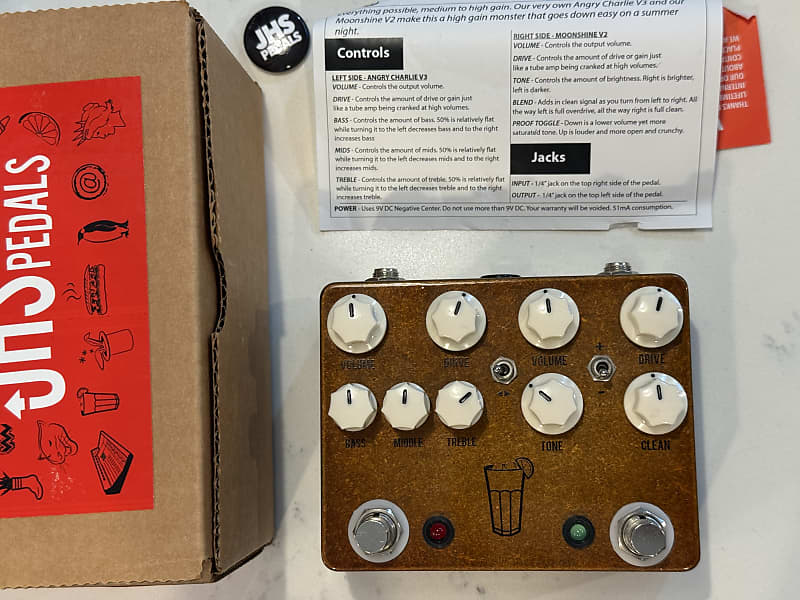 JHS
PEDALS
JHS PEDALS
Everything possible, medium to high gain. Our very own Angry Charlie V3 and our
Moonshine V2 make this a high gain monster that goes down easy on a summer
night.
Controls
LEFT SIDE - ANGRY CHARLIE V3
VOLUME - Controls the output volume.
DRIVE - Controls the amount of drive or gain just
like a tube amp being cranked at high volumes.
BASS - Controls the amount of bass. 50% is relatively flat
while turning it to the left decreases bass and to the right
increases bass
MIDS - Controls the amount of mids. 50% is relatively flat
while turning it to the left decreases mids and to the right
increases mids.
TREBLE - Controls the amount of treble. 50% is relatively flat
while turning it to the left decreases treble and to the right
increases treble.
RIGHT SIDE - MOONSHINE V2
VOLUME - Controls the output volume.
DRIVE - Controls the amount of drive or gain just
like a tube amp being cranked at high volumes.
TONE - Controls the amount of brightness. Right is brighter,
left is darker.
BLEND - Adds in clean signal as you turn from left to right. All
the way left is full overdrive, all the way right is full clean.
PROOF TOGGLE - Down is a lower volume yet more
saturated tone. Up is louder and more open and crunchy.
Jacks
INPUT - 1/4" jack on the top right side of the pedal.
OUTPUT - 1/4" jack on the top left side of the pedal.
POWER - Uses 9V DC Negative Center. Do not use more than 9V DC. Your warranty will be voided. 51mA consumption.
THANKS
LIFETIME
VOLUME DRIVE VOLUME + DRIVE
-
BASS MIDDLE TREBLE TONE CLEAN